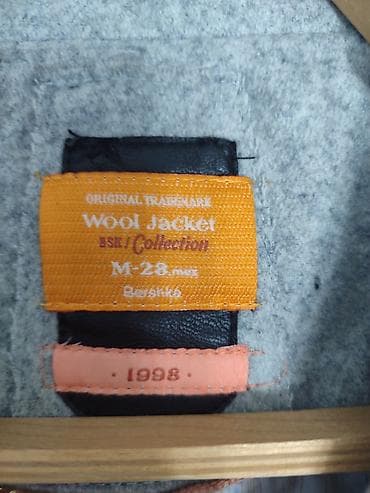 ORIGINAL TRADEMARK
Wool Jacket
BSK / Collection
M-28.mex
Bershka
· 1998 ·